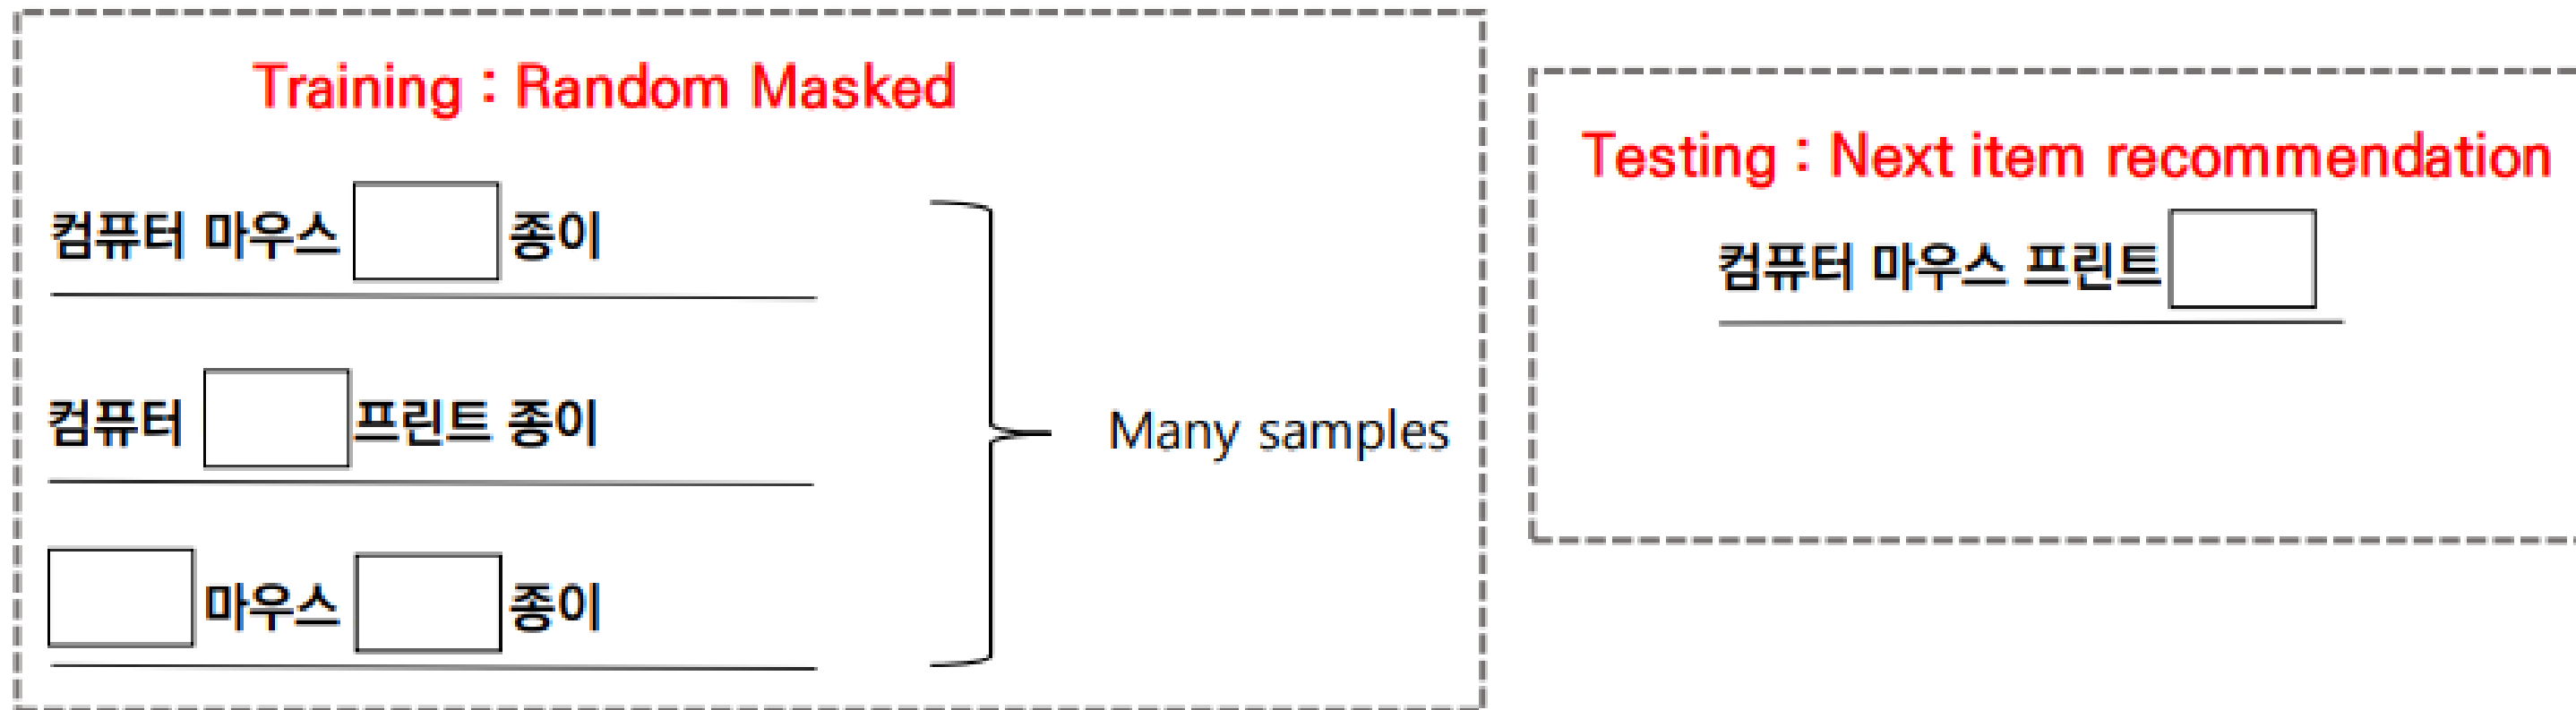 Training : Random Masked
컴퓨터 마우스 종이
컴퓨터 프린트 종이
마우스 종이
Many samples
Testing : Next item recommendation
컴퓨터 마우스 프린트